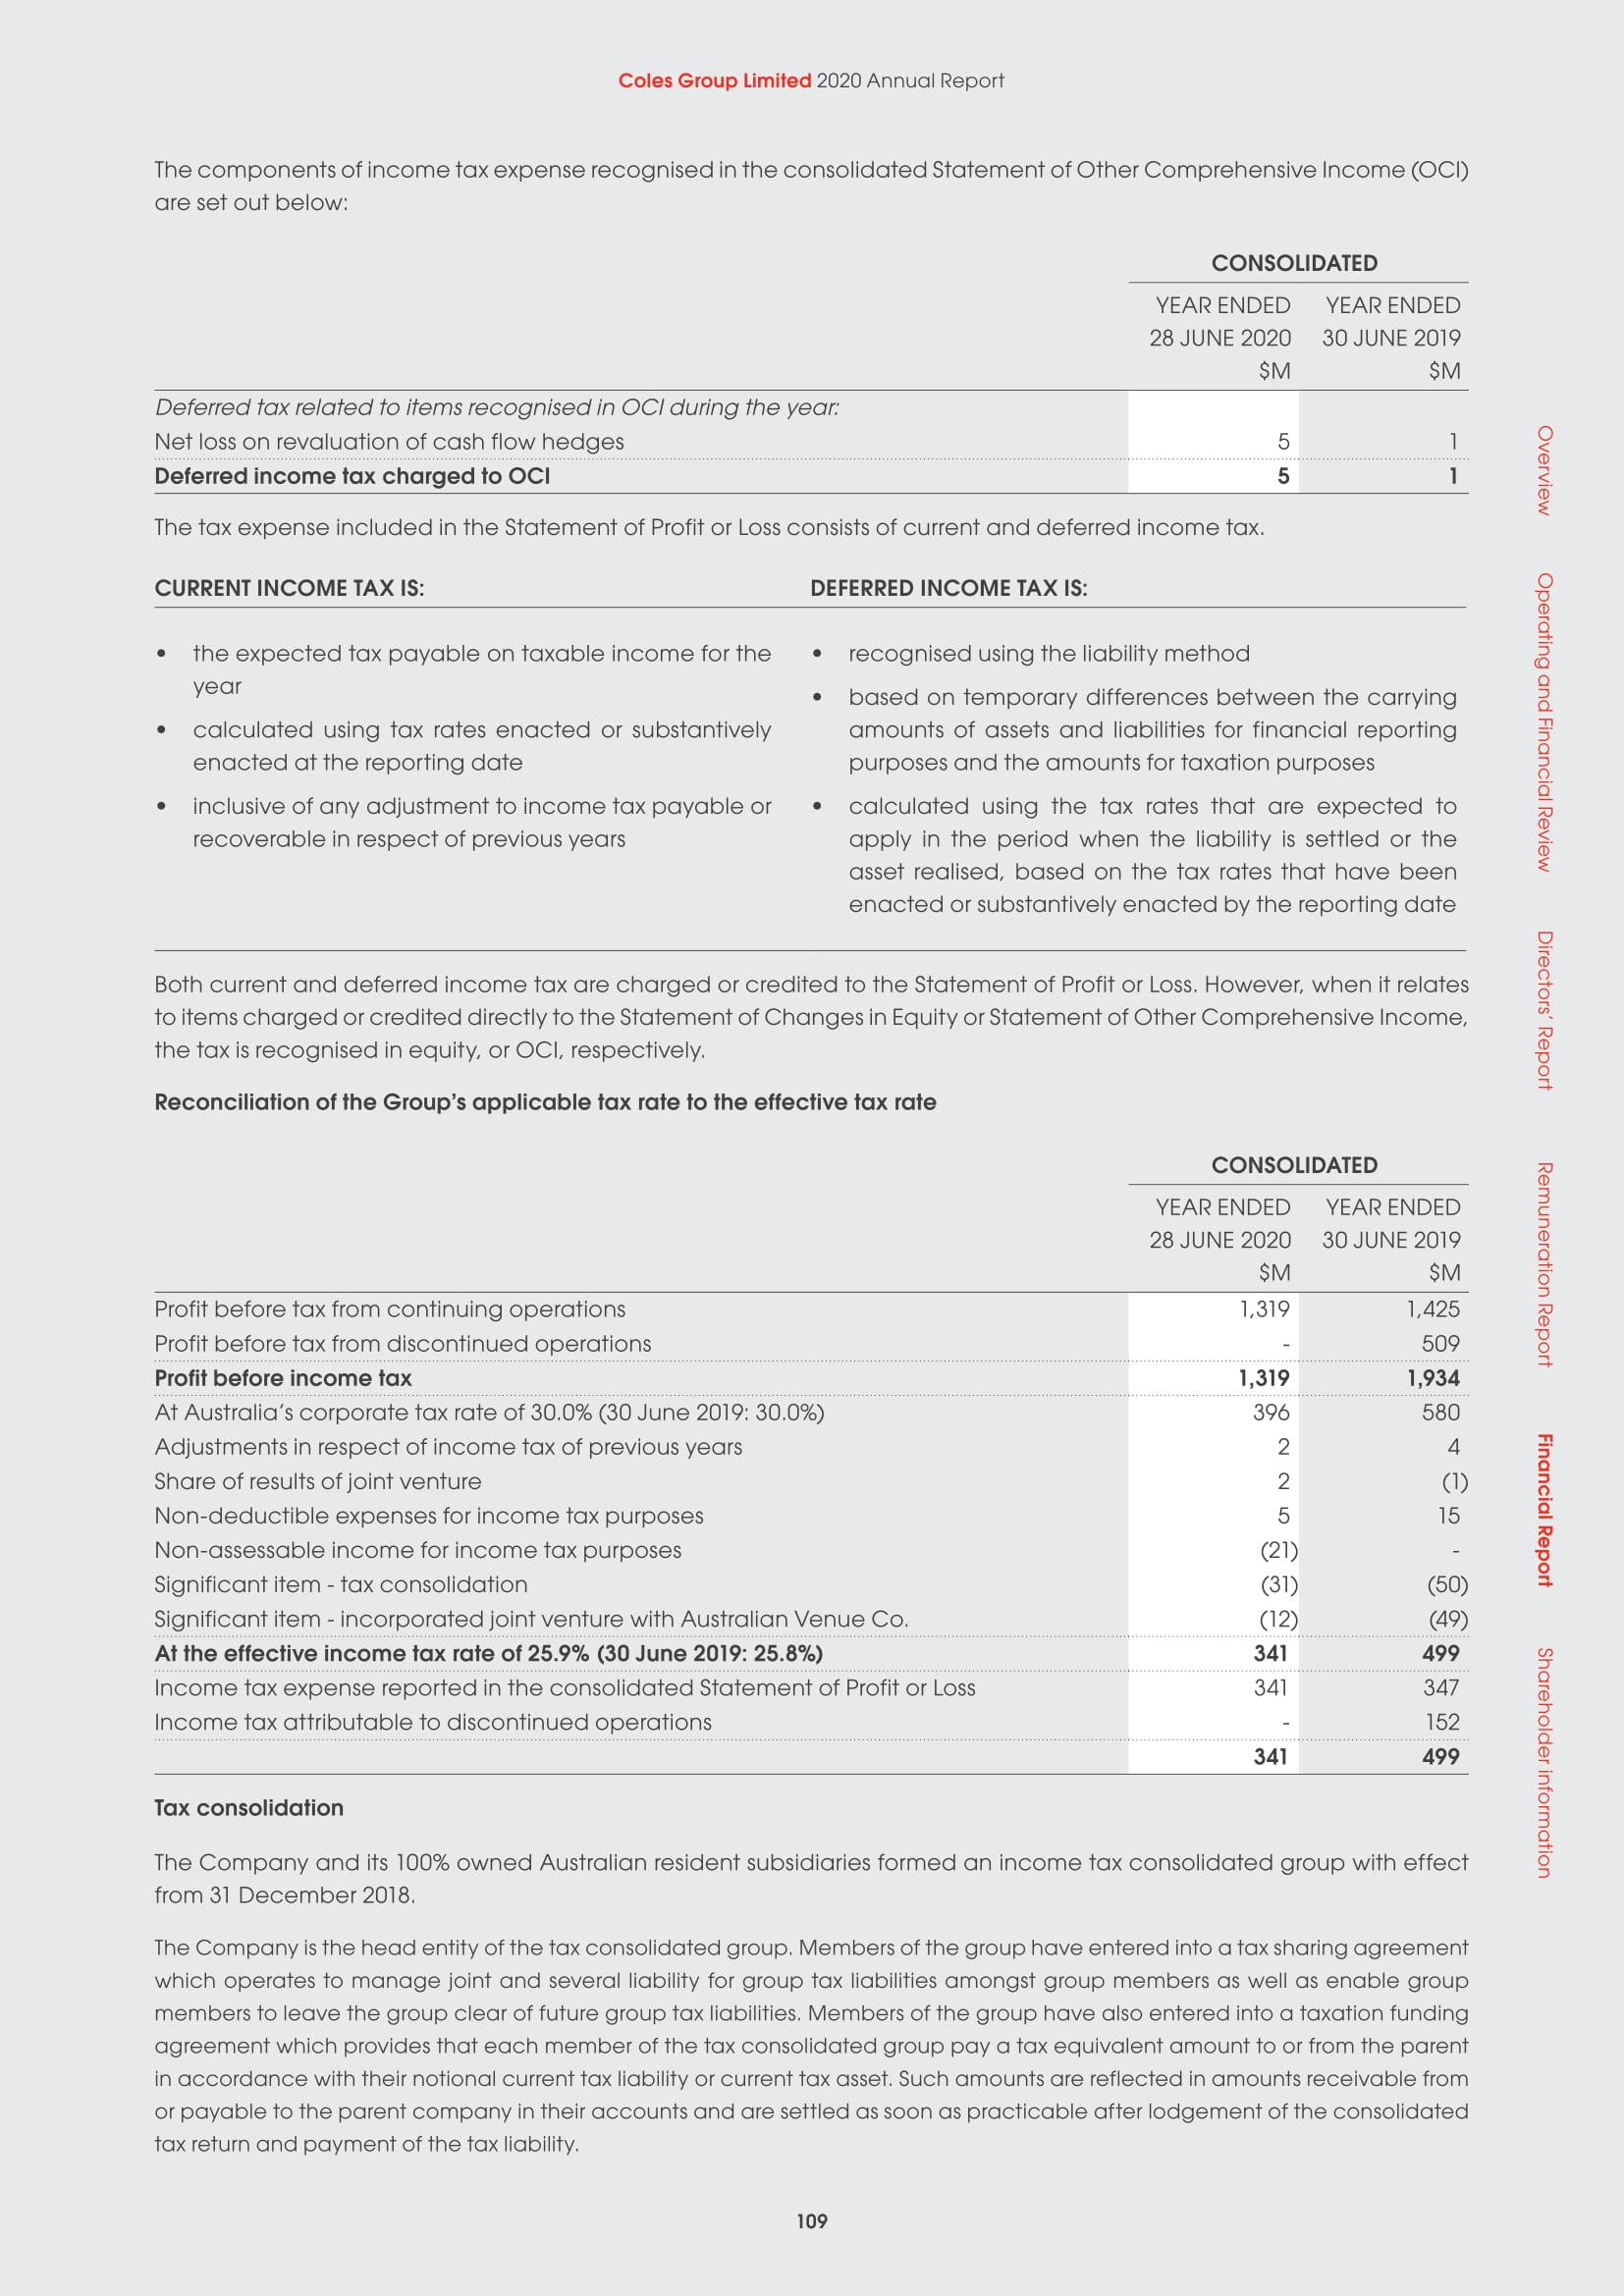 Coles Group Limited 2020 Annual Report
The components of income tax expense recognised in the consolidated Statement of Other Comprehensive Income (OCI)
are set out below:
CONSOLIDATED
YEAR ENDED YEAR ENDED
28 JUNE 2020 30 JUNE 2019
$M $M
Deferred tax related to items recognised in OCI during the year:
Net loss on revaluation of cash flow hedges 5 1
Deferred income tax charged to OCI 5 1
The tax expense included in the Statement of Profit or Loss consists of current and deferred income tax.
CURRENT INCOME TAX IS:
• the expected tax payable on taxable income for the
year
• calculated using tax rates enacted or substantively
enacted at the reporting date
• inclusive of any adjustment to income tax payable or
recoverable in respect of previous years
DEFERRED INCOME TAX IS:
• recognised using the liability method
• based on temporary differences between the carrying
amounts of assets and liabilities for financial reporting
purposes and the amounts for taxation purposes
• calculated using the tax rates that are expected to
apply in the period when the liability is settled or the
asset realised, based on the tax rates that have been
enacted or substantively enacted by the reporting date
Both current and deferred income tax are charged or credited to the Statement of Profit or Loss. However, when it relates
to items charged or credited directly to the Statement of Changes in Equity or Statement of Other Comprehensive Income,
the tax is recognised in equity, or OCI, respectively.
Reconciliation of the Group's applicable tax rate to the effective tax rate
CONSOLIDATED
YEAR ENDED YEAR ENDED
28 JUNE 2020 30 JUNE 2019
$M $M
Profit before tax from continuing operations 1,319 1,425
Profit before tax from discontinued operations - 509
Profit before income tax 1,319 1,934
At Australia's corporate tax rate of 30.0% (30 June 2019: 30.0%) 396 580
Adjustments in respect of income tax of previous years 2 4
Share of results of joint venture 2 (1)
Non-deductible expenses for income tax purposes 5 15
Non-assessable income for income tax purposes (21) -
Significant item - tax consolidation (31) (50)
Significant item - incorporated joint venture with Australian Venue Co. (12) (49)
At the effective income tax rate of 25.9% (30 June 2019: 25.8%) 341 499
Income tax expense reported in the consolidated Statement of Profit or Loss 341 347
Income tax attributable to discontinued operations - 152
341 499
Tax consolidation
The Company and its 100% owned Australian resident subsidiaries formed an income tax consolidated group with effect
from 31 December 2018.
The Company is the head entity of the tax consolidated group. Members of the group have entered into a tax sharing agreement
which operates to manage joint and several liability for group tax liabilities amongst group members as well as enable group
members to leave the group clear of future group tax liabilities. Members of the group have also entered into a taxation funding
agreement which provides that each member of the tax consolidated group pay a tax equivalent amount to or from the parent
in accordance with their notional current tax liability or current tax asset. Such amounts are reflected in amounts receivable from
or payable to the parent company in their accounts and are settled as soon as practicable after lodgement of the consolidated
tax return and payment of the tax liability.
109
Overview
Operating and Financial Review
Directors' Report
Remuneration Report
Financial Report
Shareholder information